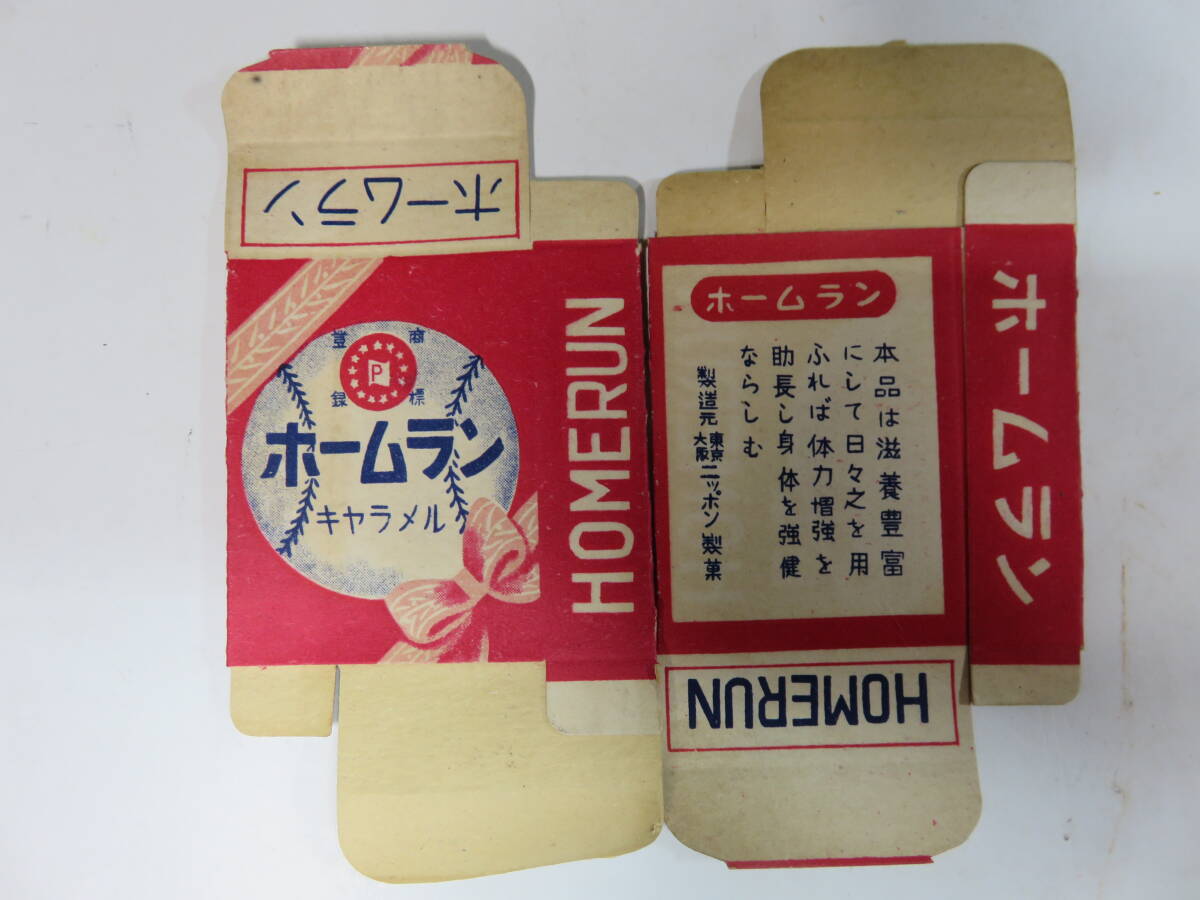 ホームラン
登 商
P
録 標
ホームラン
キャラメル
HOMERUN
ホームラン
本品は滋養豊富
にして日々之を用
ふれば体力増強を
助長し身体を強健
ならしむ
製造元 東京大阪 ニッポン製菓
HOMERUN
ホームラン